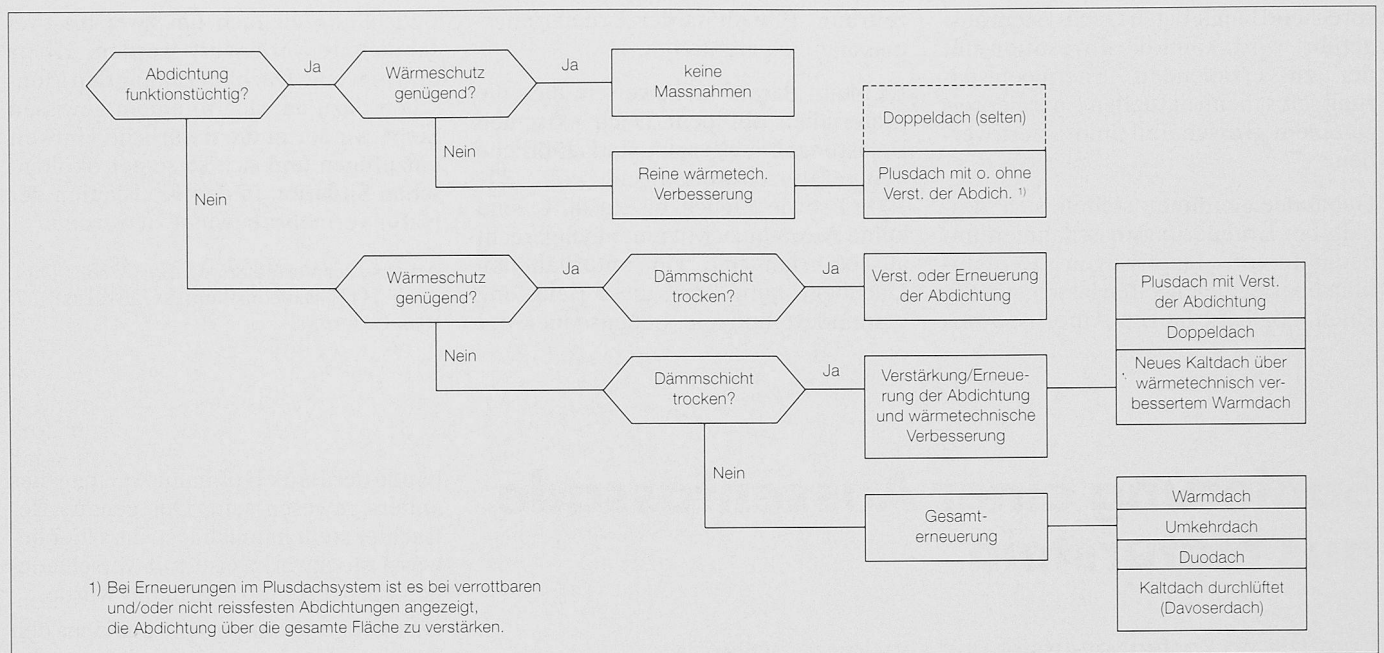 Abdichtung
funktionstüchtig?
Ja
Wärmeschutz
genügend?
Ja
keine
Massnahmen
Nein
Reine wärmetech.
Verbesserung
Doppeldach (selten)
Plusdach mit o. ohne
Verst. der Abdich. 1)
Nein
Wärmeschutz
genügend?
Ja
Dämmschicht
trocken?
Ja
Verst. oder Erneuerung
der Abdichtung
Nein
Dämmschicht
trocken?
Ja
Verstärkung/Erneue-
rung der Abdichtung
und wärmetechnische
Verbesserung
Plusdach mit Verst.
der Abdichtung
Doppeldach
Neues Kaltdach über
wärmetechnisch ver-
bessertem Warmdach
Nein
Gesamt-
erneuerung
Warmdach
Umkehrdach
Duodach
Kaltdach durchlüftet
(Davoserdach)
1) Bei Erneuerungen im Plusdachsystem ist es bei verrottbaren
und/oder nicht reissfesten Abdichtungen angezeigt,
die Abdichtung über die gesamte Fläche zu verstärken.